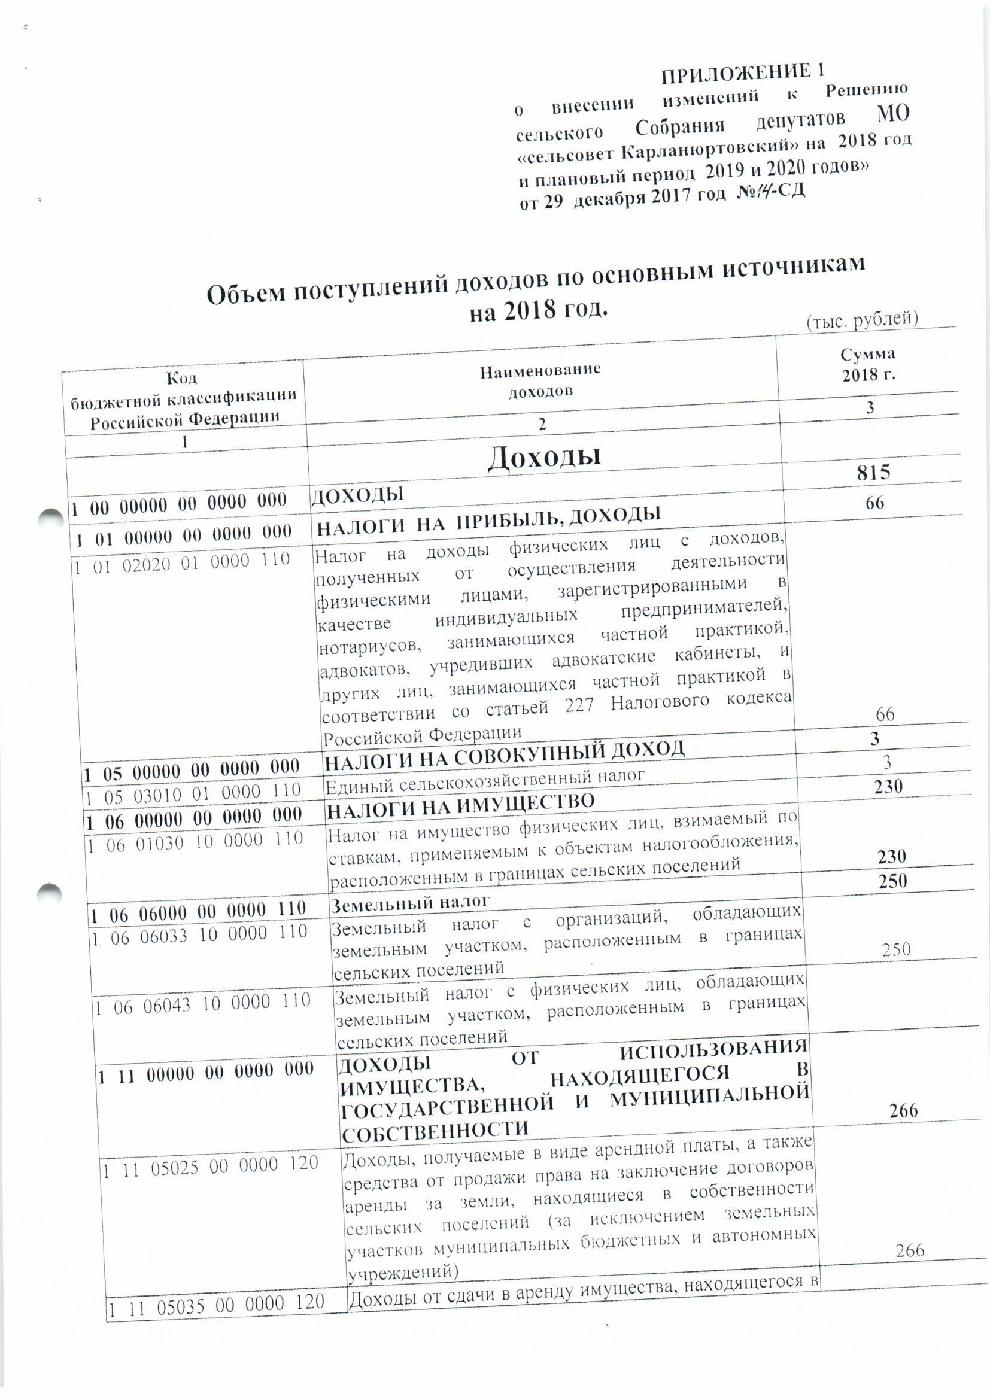 ПРИЛОЖЕНИЕ 1
о внесении изменений к Решению
сельского Собрания депутатов МО
«сельсовет Карланюртовский» на 2018 год
и плановый период 2019 и 2020 годов»
от 29 декабря 2017 год №14-СД
Объем поступлений доходов по основным источникам
на 2018 год.
(тыс. рублей)
Код
бюджетной классификации
Российской Федерации
Наименование
доходов
Сумма
2018 г.
1
2
3
Доходы
1 00 00000 00 0000 000 ДОХОДЫ 815
1 01 00000 00 0000 000 НАЛОГИ НА ПРИБЫЛЬ, ДОХОДЫ 66
1 01 02020 01 0000 110 Налог на доходы физических лиц с доходов,
полученных от осуществления деятельности
физическими лицами, зарегистрированными в
качестве индивидуальных предпринимателей,
нотариусов, занимающихся частной практикой,
адвокатов, учредивших адвокатские кабинеты, и
других лиц, занимающихся частной практикой в
соответствии со статьей 227 Налогового кодекса
Российской Федерации 66
1 05 00000 00 0000 000 НАЛОГИ НА СОВОКУПНЫЙ ДОХОД 3
1 05 03010 01 0000 110 Единый сельскохозяйственный налог 3
1 06 00000 00 0000 000 НАЛОГИ НА ИМУЩЕСТВО 230
1 06 01030 10 0000 110 Налог на имущество физических лиц, взимаемый по
ставкам, применяемым к объектам налогообложения,
расположенным в границах сельских поселений 230
1 06 06000 00 0000 110 Земельный налог 250
1 06 06033 10 0000 110 Земельный налог с организаций, обладающих
земельным участком, расположенным в границах
сельских поселений 250
1 06 06043 10 0000 110 Земельный налог с физических лиц, обладающих
земельным участком, расположенным в границах
сельских поселений
1 11 00000 00 0000 000 ДОХОДЫ ОТ ИСПОЛЬЗОВАНИЯ
ИМУЩЕСТВА, НАХОДЯЩЕГОСЯ В
ГОСУДАРСТВЕННОЙ И МУНИЦИПАЛЬНОЙ
СОБСТВЕННОСТИ 266
1 11 05025 00 0000 120 Доходы, получаемые в виде арендной платы, а также
средства от продажи права на заключение договоров
аренды за земли, находящиеся в собственности
сельских поселений (за исключением земельных
участков муниципальных бюджетных и автономных
учреждений) 266
1 11 05035 00 0000 120 Доходы от сдачи в аренду имущества, находящегося в